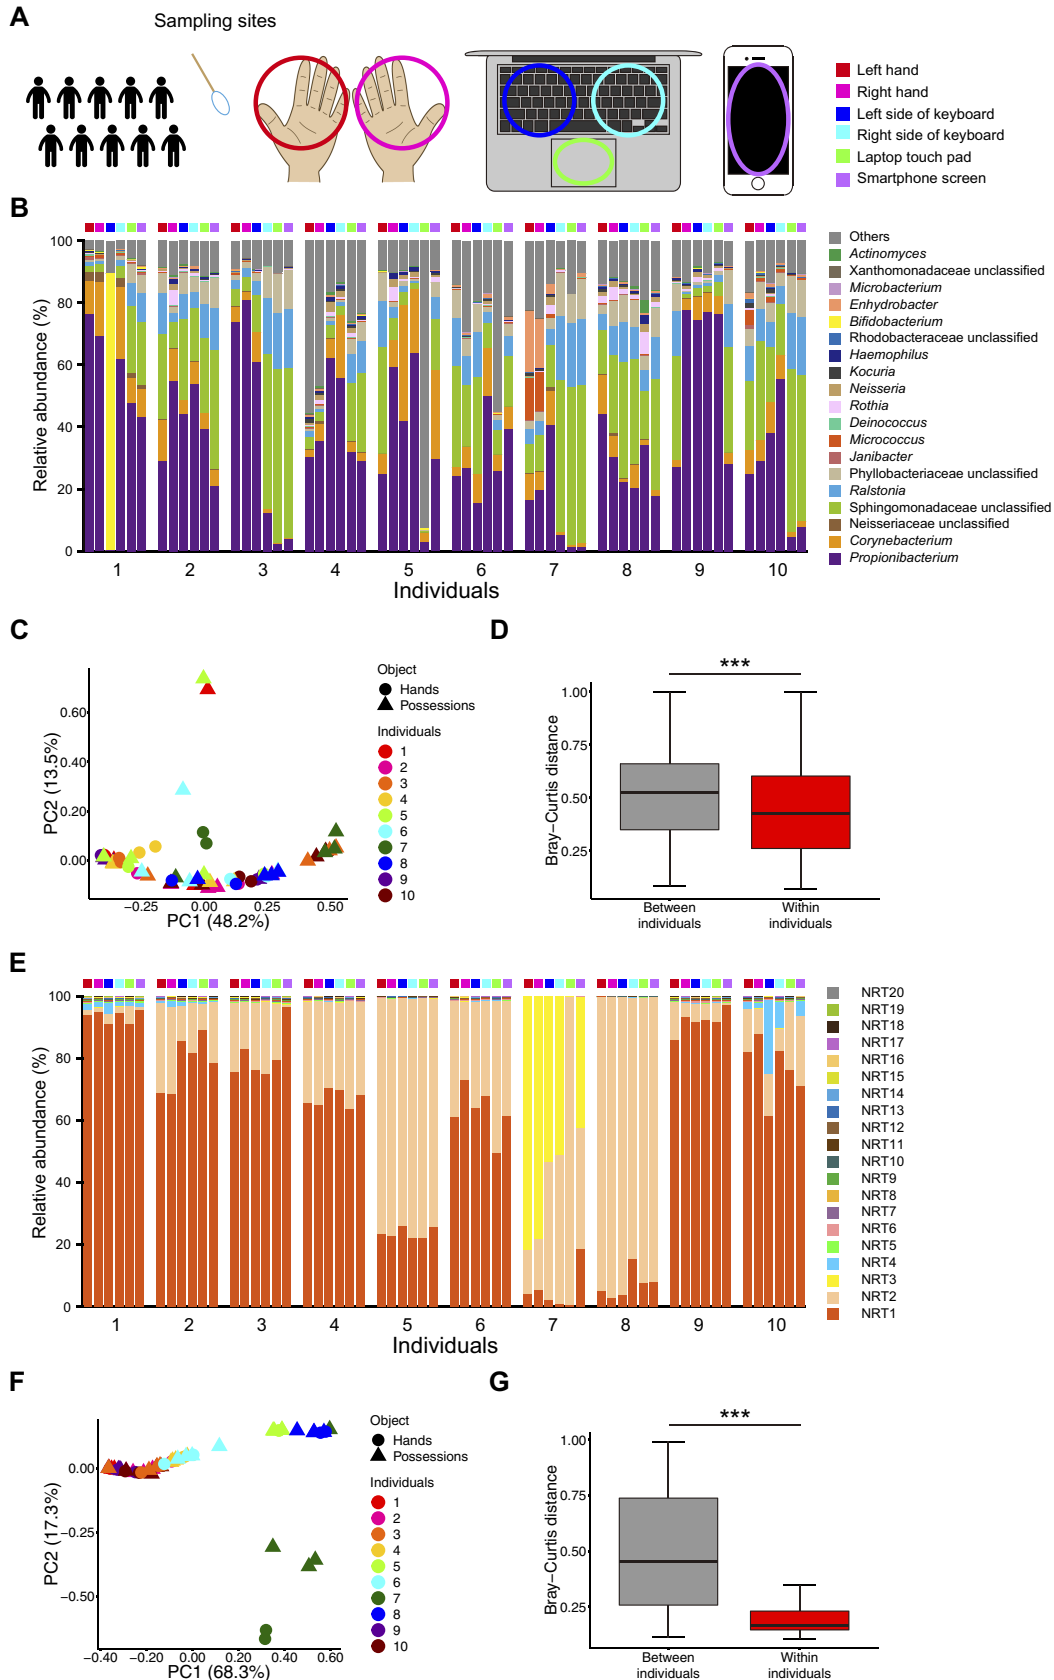 A
Sampling sites
Left hand
Right hand
Left side of keyboard
Right side of keyboard
Laptop touch pad
Smartphone screen
B
Relative abundance (%)
100
80
60
40
20
0
1 2 3 4 5 6 7 8 9 10
Individuals
Others
Actinomyces
Xanthomonadaceae unclassified
Microbacterium
Enhydrobacter
Bifidobacterium
Rhodobacteraceae unclassified
Haemophilus
Kocuria
Neisseria
Rothia
Deinococcus
Micrococcus
Janibacter
Phyllobacteriaceae unclassified
Ralstonia
Sphingomonadaceae unclassified
Neisseriaceae unclassified
Corynebacterium
Propionibacterium
C
PC2 (13.5%)
0.60
0.40
0.20
0.00
−0.25 0.00 0.25 0.50
PC1 (48.2%)
Object
Hands
Possessions
Individuals
1
2
3
4
5
6
7
8
9
10
D
***
Bray−Curtis distance
1.00
0.75
0.50
0.25
Between individuals
Within individuals
E
Relative abundance (%)
100
80
60
40
20
0
1 2 3 4 5 6 7 8 9 10
Individuals
NRT20
NRT19
NRT18
NRT17
NRT16
NRT15
NRT14
NRT13
NRT12
NRT11
NRT10
NRT9
NRT8
NRT7
NRT6
NRT5
NRT4
NRT3
NRT2
NRT1
F
PC2 (17.3%)
0.00
−0.25
−0.50
−0.40 −0.20 0.00 0.20 0.40 0.60
PC1 (68.3%)
Object
Hands
Possessions
Individuals
1
2
3
4
5
6
7
8
9
10
G
***
Bray−Curtis distance
1.00
0.75
0.50
0.25
Between individuals
Within individuals